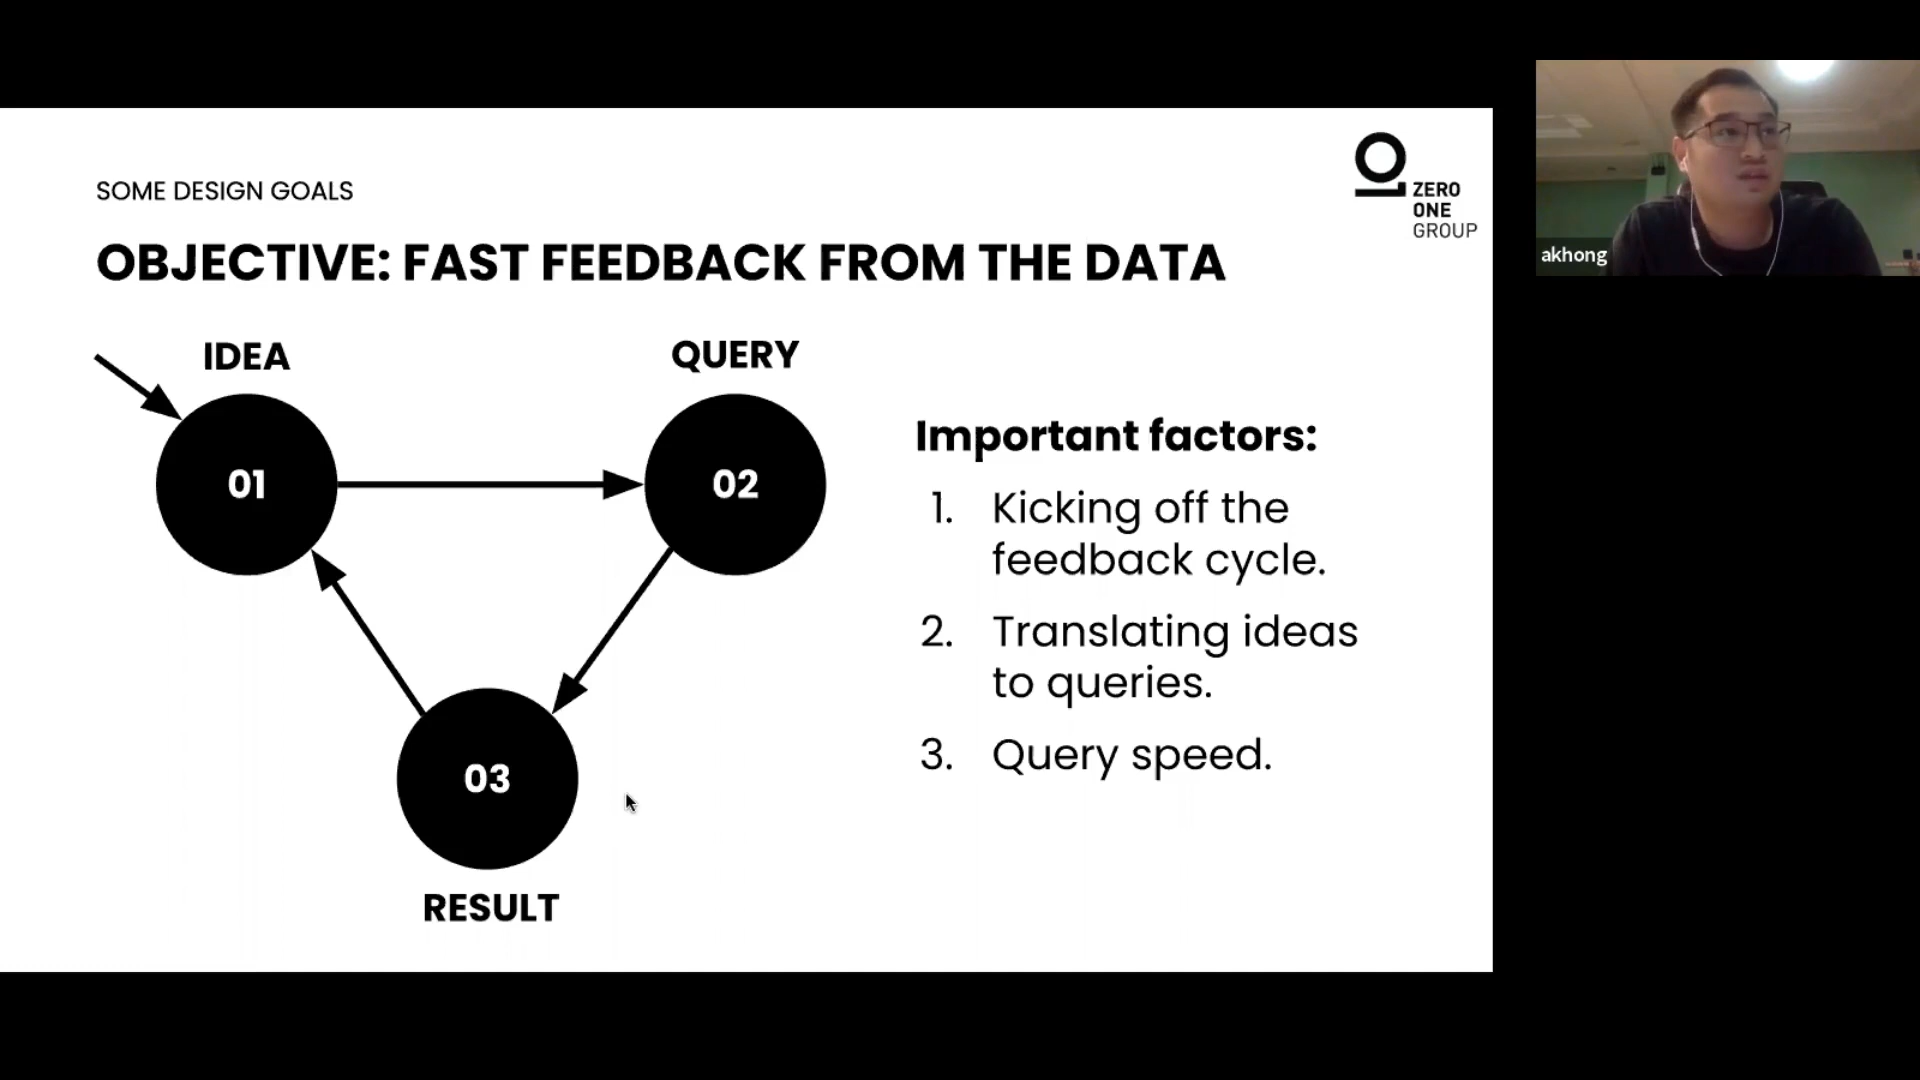 SOME DESIGN GOALS
OBJECTIVE: FAST FEEDBACK FROM THE DATA
ZERO
ONE
GROUP
akhong
IDEA
QUERY
01
02
03
RESULT
Important factors:
1. Kicking off the
feedback cycle.
2. Translating ideas
to queries.
3. Query speed.